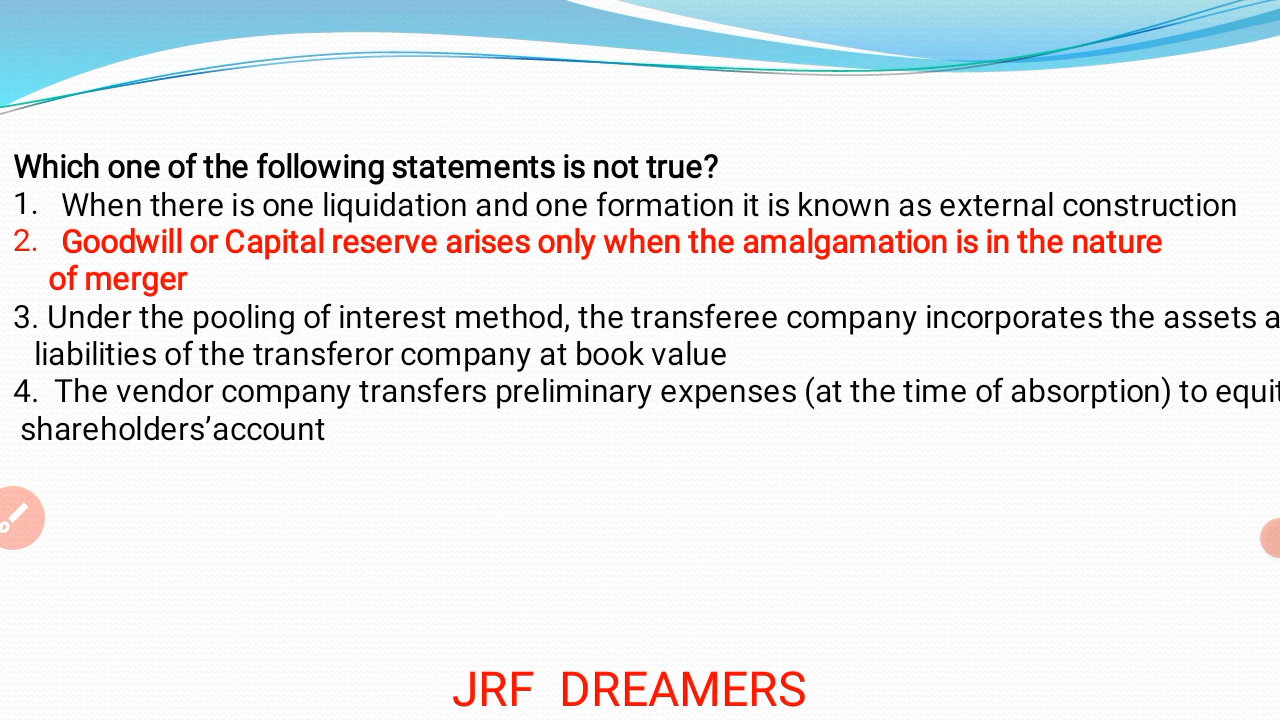 Which one of the following statements is not true?
1. When there is one liquidation and one formation it is known as external construction
2. Goodwill or Capital reserve arises only when the amalgamation is in the nature
of merger
3. Under the pooling of interest method, the transferee company incorporates the assets a
liabilities of the transferor company at book value
4. The vendor company transfers preliminary expenses (at the time of absorption) to equit
shareholders’account
JRF DREAMERS